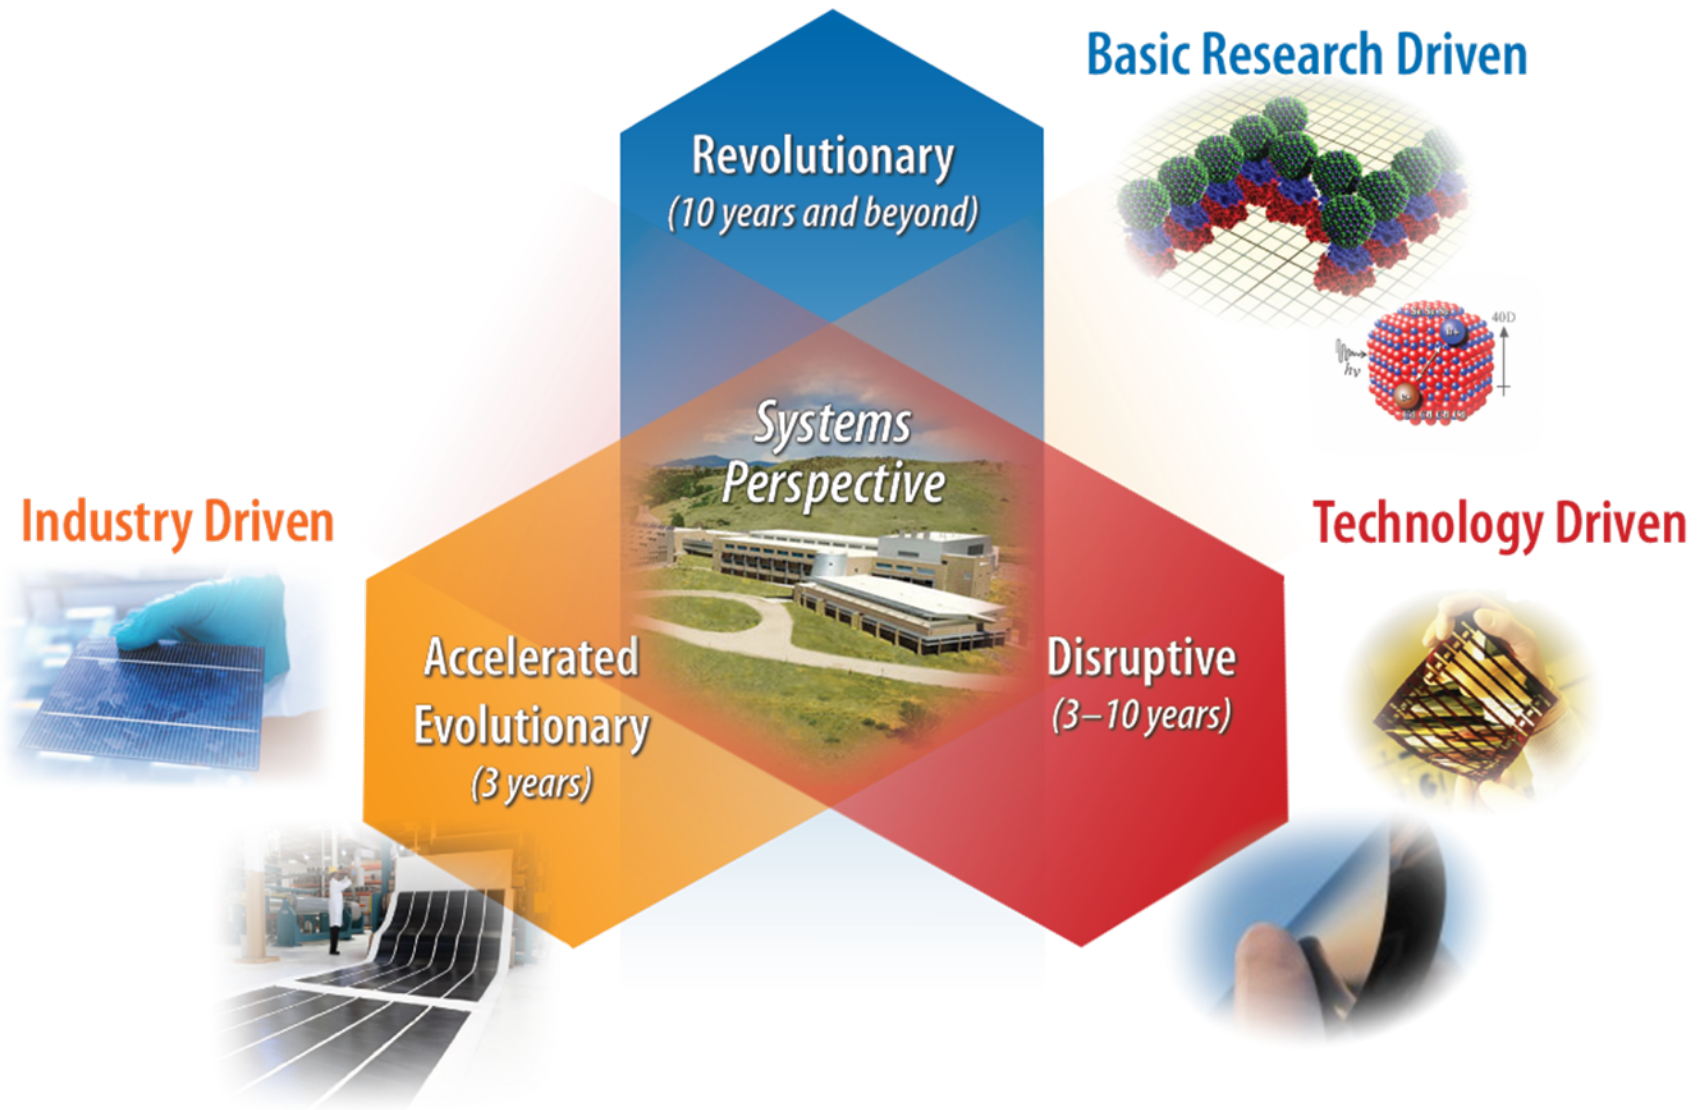 Basic Research Driven
Revolutionary
(10 years and beyond)
40D
hν
Systems
Perspective
Industry Driven
Technology Driven
Accelerated
Evolutionary
(3 years)
Disruptive
(3–10 years)